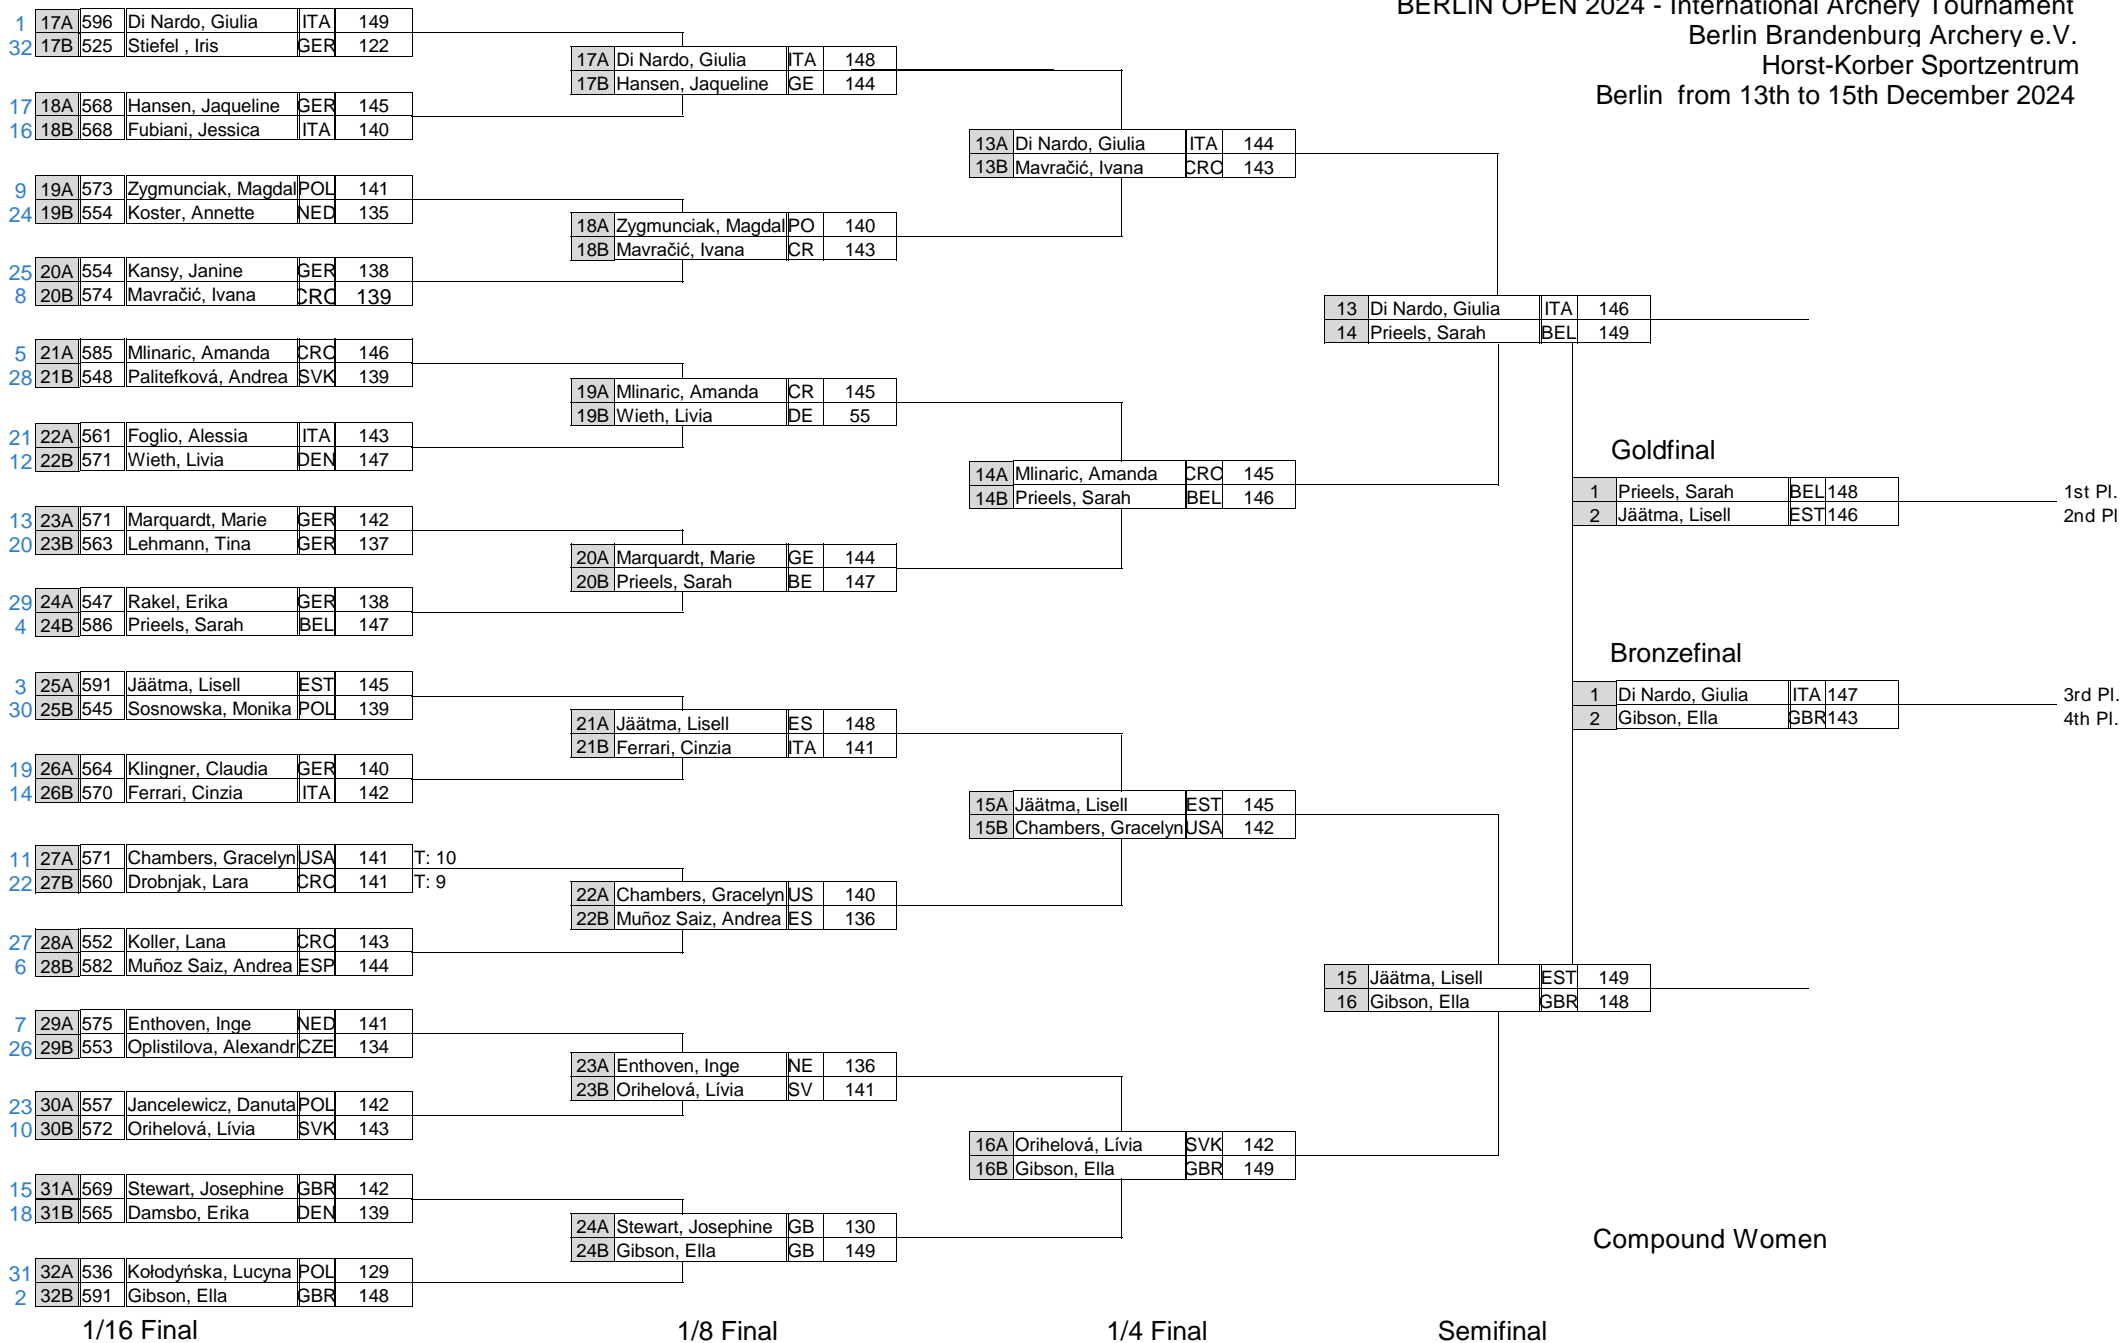 BERLIN OPEN 2024 - International Archery Tournament
Berlin Brandenburg Archery e.V.
Horst-Korber Sportzentrum
Berlin from 13th to 15th December 2024
1 17A 596 Di Nardo, Giulia ITA 149
32 17B 525 Stiefel , Iris GER 122
17 18A 568 Hansen, Jaqueline GER 145
16 18B 568 Fubiani, Jessica ITA 140
9 19A 573 Zygmunciak, Magdal POL 141
24 19B 554 Koster, Annette NED 135
25 20A 554 Kansy, Janine GER 138
8 20B 574 Mavračić, Ivana CRO 139
5 21A 585 Mlinaric, Amanda CRO 146
28 21B 548 Palitefková, Andrea SVK 139
21 22A 561 Foglio, Alessia ITA 143
12 22B 571 Wieth, Livia DEN 147
13 23A 571 Marquardt, Marie GER 142
20 23B 563 Lehmann, Tina GER 137
29 24A 547 Rakel, Erika GER 138
4 24B 586 Prieels, Sarah BEL 147
3 25A 591 Jäätma, Lisell EST 145
30 25B 545 Sosnowska, Monika POL 139
19 26A 564 Klingner, Claudia GER 140
14 26B 570 Ferrari, Cinzia ITA 142
11 27A 571 Chambers, Gracelyn USA 141 T: 10
22 27B 560 Drobnjak, Lara CRO 141 T: 9
27 28A 552 Koller, Lana CRO 143
6 28B 582 Muñoz Saiz, Andrea ESP 144
7 29A 575 Enthoven, Inge NED 141
26 29B 553 Oplistilova, Alexandr CZE 134
23 30A 557 Jancelewicz, Danuta POL 142
10 30B 572 Orihelová, Lívia SVK 143
15 31A 569 Stewart, Josephine GBR 142
18 31B 565 Damsbo, Erika DEN 139
31 32A 536 Kołodyńska, Lucyna POL 129
2 32B 591 Gibson, Ella GBR 148
1/16 Final
17A Di Nardo, Giulia ITA 148
17B Hansen, Jaqueline GE 144
18A Zygmunciak, Magdal PO 140
18B Mavračić, Ivana CR 143
19A Mlinaric, Amanda CR 145
19B Wieth, Livia DE 55
20A Marquardt, Marie GE 144
20B Prieels, Sarah BE 147
21A Jäätma, Lisell ES 148
21B Ferrari, Cinzia ITA 141
22A Chambers, Gracelyn US 140
22B Muñoz Saiz, Andrea ES 136
23A Enthoven, Inge NE 136
23B Orihelová, Lívia SV 141
24A Stewart, Josephine GB 130
24B Gibson, Ella GB 149
1/8 Final
13A Di Nardo, Giulia ITA 144
13B Mavračić, Ivana CRO 143
14A Mlinaric, Amanda CRO 145
14B Prieels, Sarah BEL 146
15A Jäätma, Lisell EST 145
15B Chambers, Gracelyn USA 142
16A Orihelová, Lívia SVK 142
16B Gibson, Ella GBR 149
1/4 Final
13 Di Nardo, Giulia ITA 146
14 Prieels, Sarah BEL 149
15 Jäätma, Lisell EST 149
16 Gibson, Ella GBR 148
Semifinal
Goldfinal
1 Prieels, Sarah BEL 148 1st Pl.
2 Jäätma, Lisell EST 146 2nd Pl
Bronzefinal
1 Di Nardo, Giulia ITA 147 3rd Pl.
2 Gibson, Ella GBR 143 4th Pl.
Compound Women